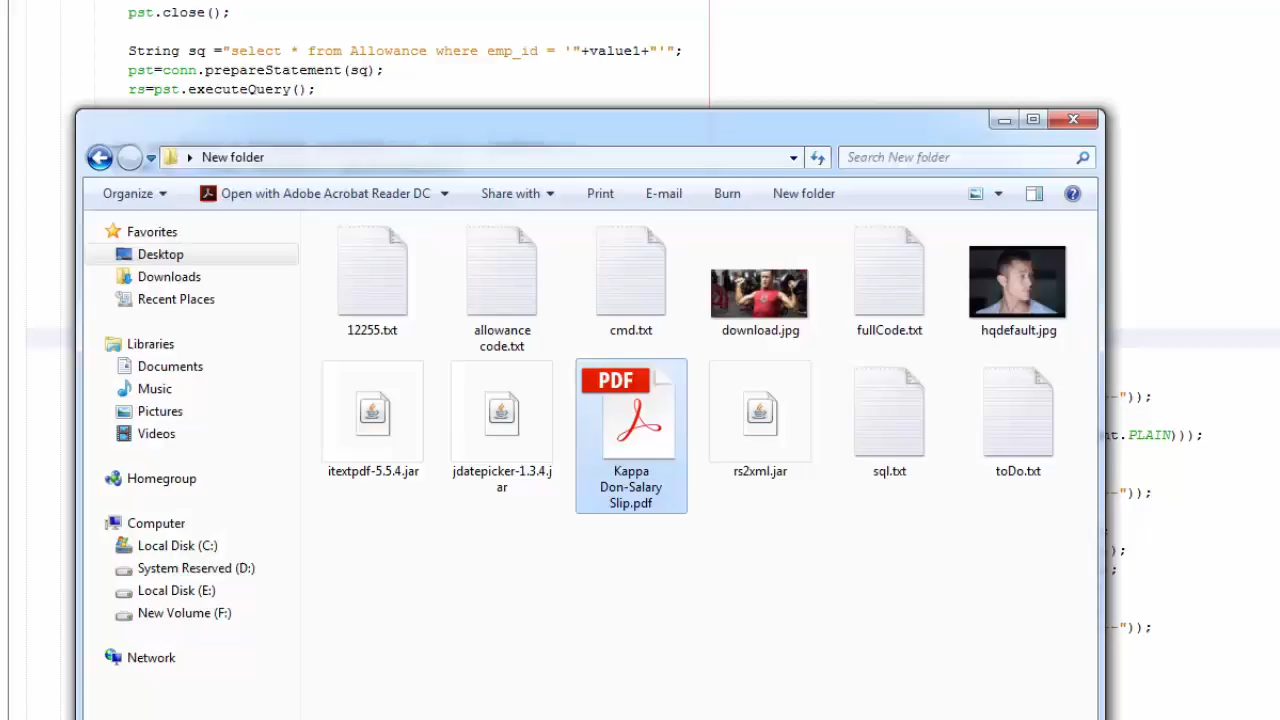 pst.close();
String sq ="select * from Allowance where emp_id = '"+value1+"'";
pst=conn.prepareStatement(sq);
rs=pst.executeQuery();
New folder
Search New folder
Organize
Open with Adobe Acrobat Reader DC
Share with
Print
E-mail
Burn
New folder
Favorites
Desktop
Downloads
Recent Places
Libraries
Documents
Music
Pictures
Videos
Homegroup
Computer
Local Disk (C:)
System Reserved (D:)
Local Disk (E:)
New Volume (F:)
Network
12255.txt
allowance
code.txt
cmd.txt
download.jpg
fullCode.txt
hqdefault.jpg
itextpdf-5.5.4.jar
jdatepicker-1.3.4.j
ar
PDF
Kappa
Don-Salary
Slip.pdf
rs2xml.jar
sql.txt
toDo.txt
"));
.PLAIN)));
"));
);
;
"));